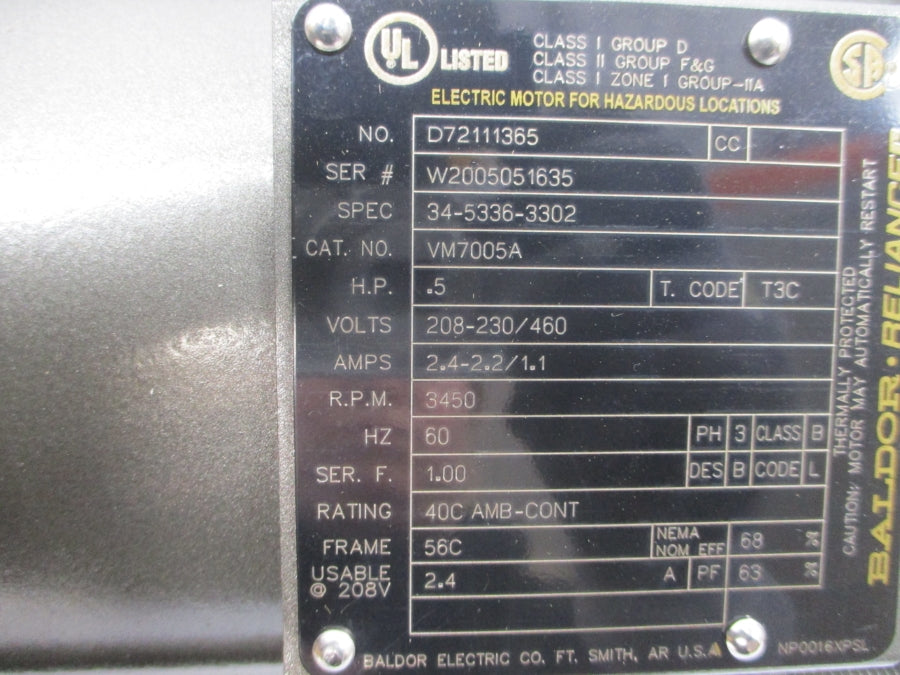 UL LISTED
CLASS I GROUP D
CLASS II GROUP F&G
CLASS I ZONE 1 GROUP-IIA
SA
ELECTRIC MOTOR FOR HAZARDOUS LOCATIONS
NO. D72111365 CC
SER # W2005051635
SPEC 34-5336-3302
CAT. NO. VM7005A
H.P. .5 T. CODE T3C
VOLTS 208-230/460
AMPS 2.4-2.2/1.1
R.P.M. 3450
HZ 60 PH 3 CLASS B
SER. F. 1.00 DES B CODE L
RATING 40C AMB-CONT
FRAME 56C NEMA NOM EFF 68 %
USABLE @ 208V 2.4 A PF 63 %
CAUTION: MOTOR MAY AUTOMATICALLY RESTART
THERMALLY PROTECTED
BALDOR · RELIANCER
BALDOR ELECTRIC CO. FT. SMITH, AR U.S.A
NP0016XPSL